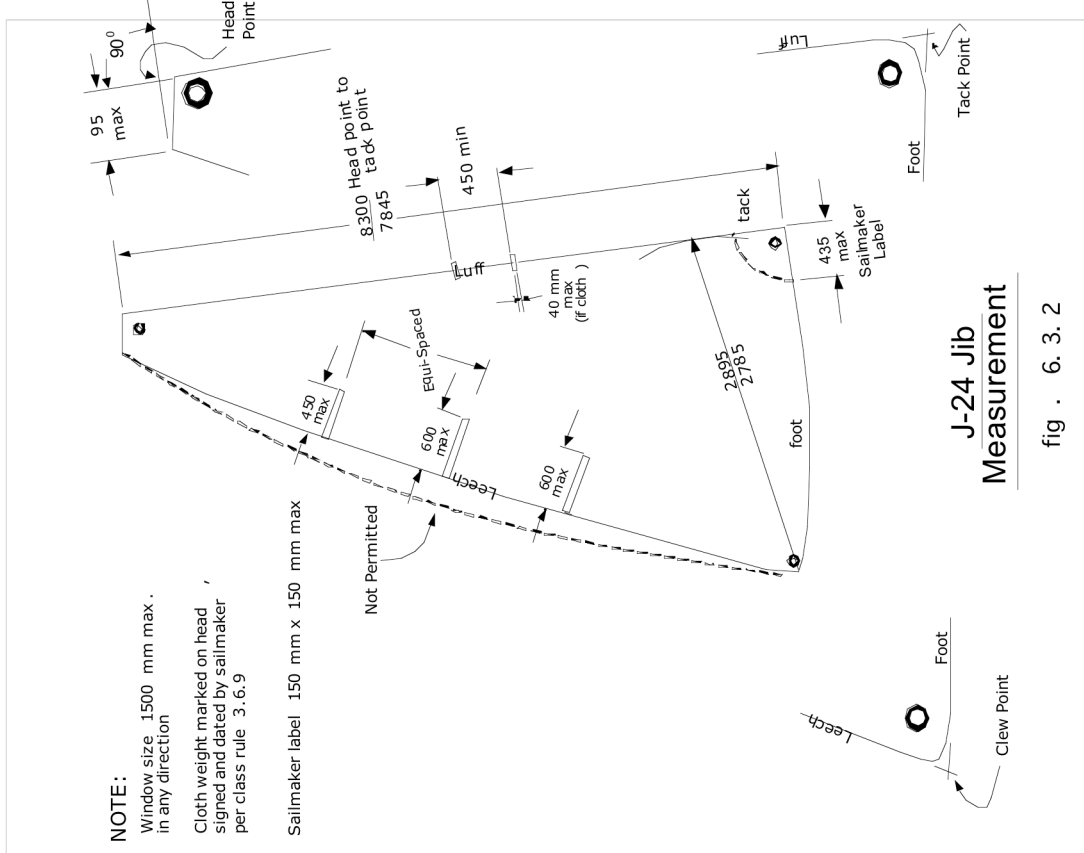 Head
Point
90⁰
95
max
8300 Head point to
7845 tack point
450 min
Luff
Tack Point
Foot
Luff
40 mm
max
(if cloth )
tack
435
max
Sailmaker
Label
Equi-Spaced
450
max
600
max
600
max
Leech
2895
2785
foot
Not Permitted
NOTE:
Window size 1500 mm max .
in any direction
Cloth weight marked on head ,
signed and dated by sailmaker
per class rule 3.6.9
Sailmaker label 150 mm x 150 mm max
Leech
Foot
Clew Point
J-24 Jib
Measurement
fig . 6. 3. 2